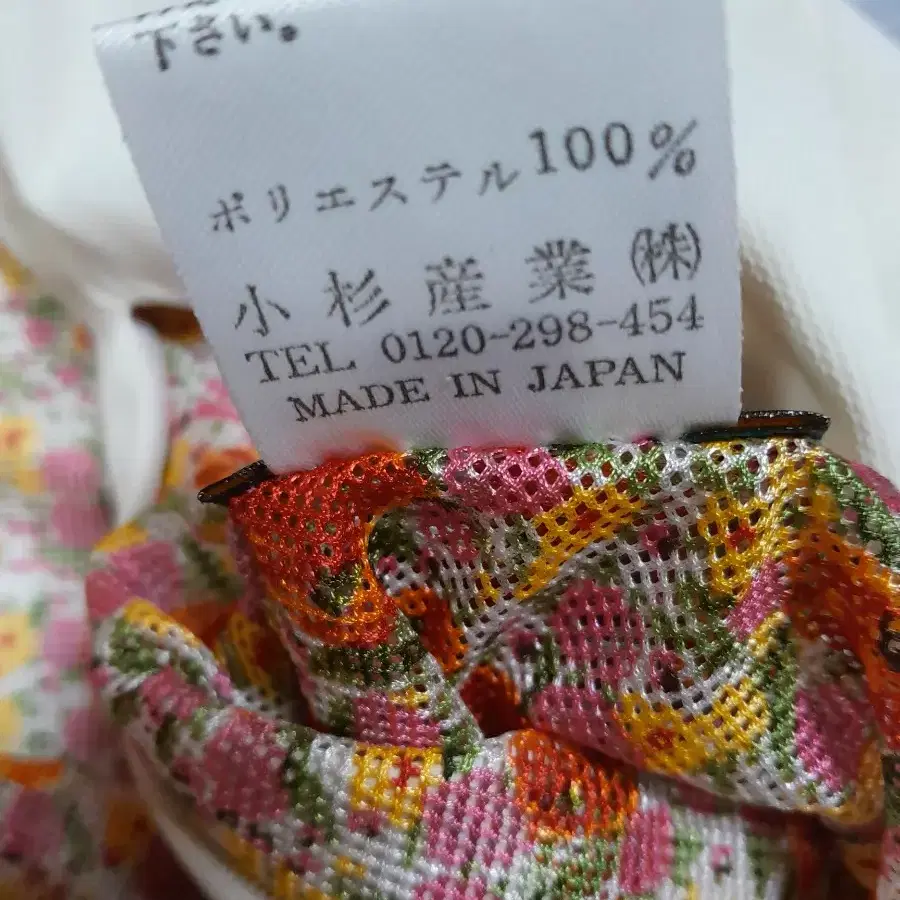 下さい。
ポリエステル100%
小杉産業㈱
TEL 0120-298-454
MADE IN JAPAN